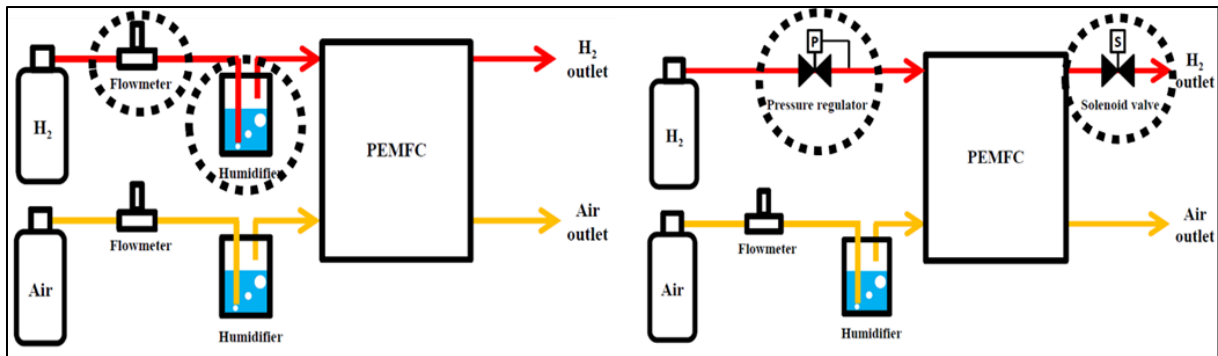 Flowmeter
H2
Humidifier
PEMFC
H2
outlet
Flowmeter
Air
Humidifier
Air
outlet
P
Pressure regulator
H2
PEMFC
S
Solenoid valve
H2
outlet
Flowmeter
Air
Humidifier
Air
outlet